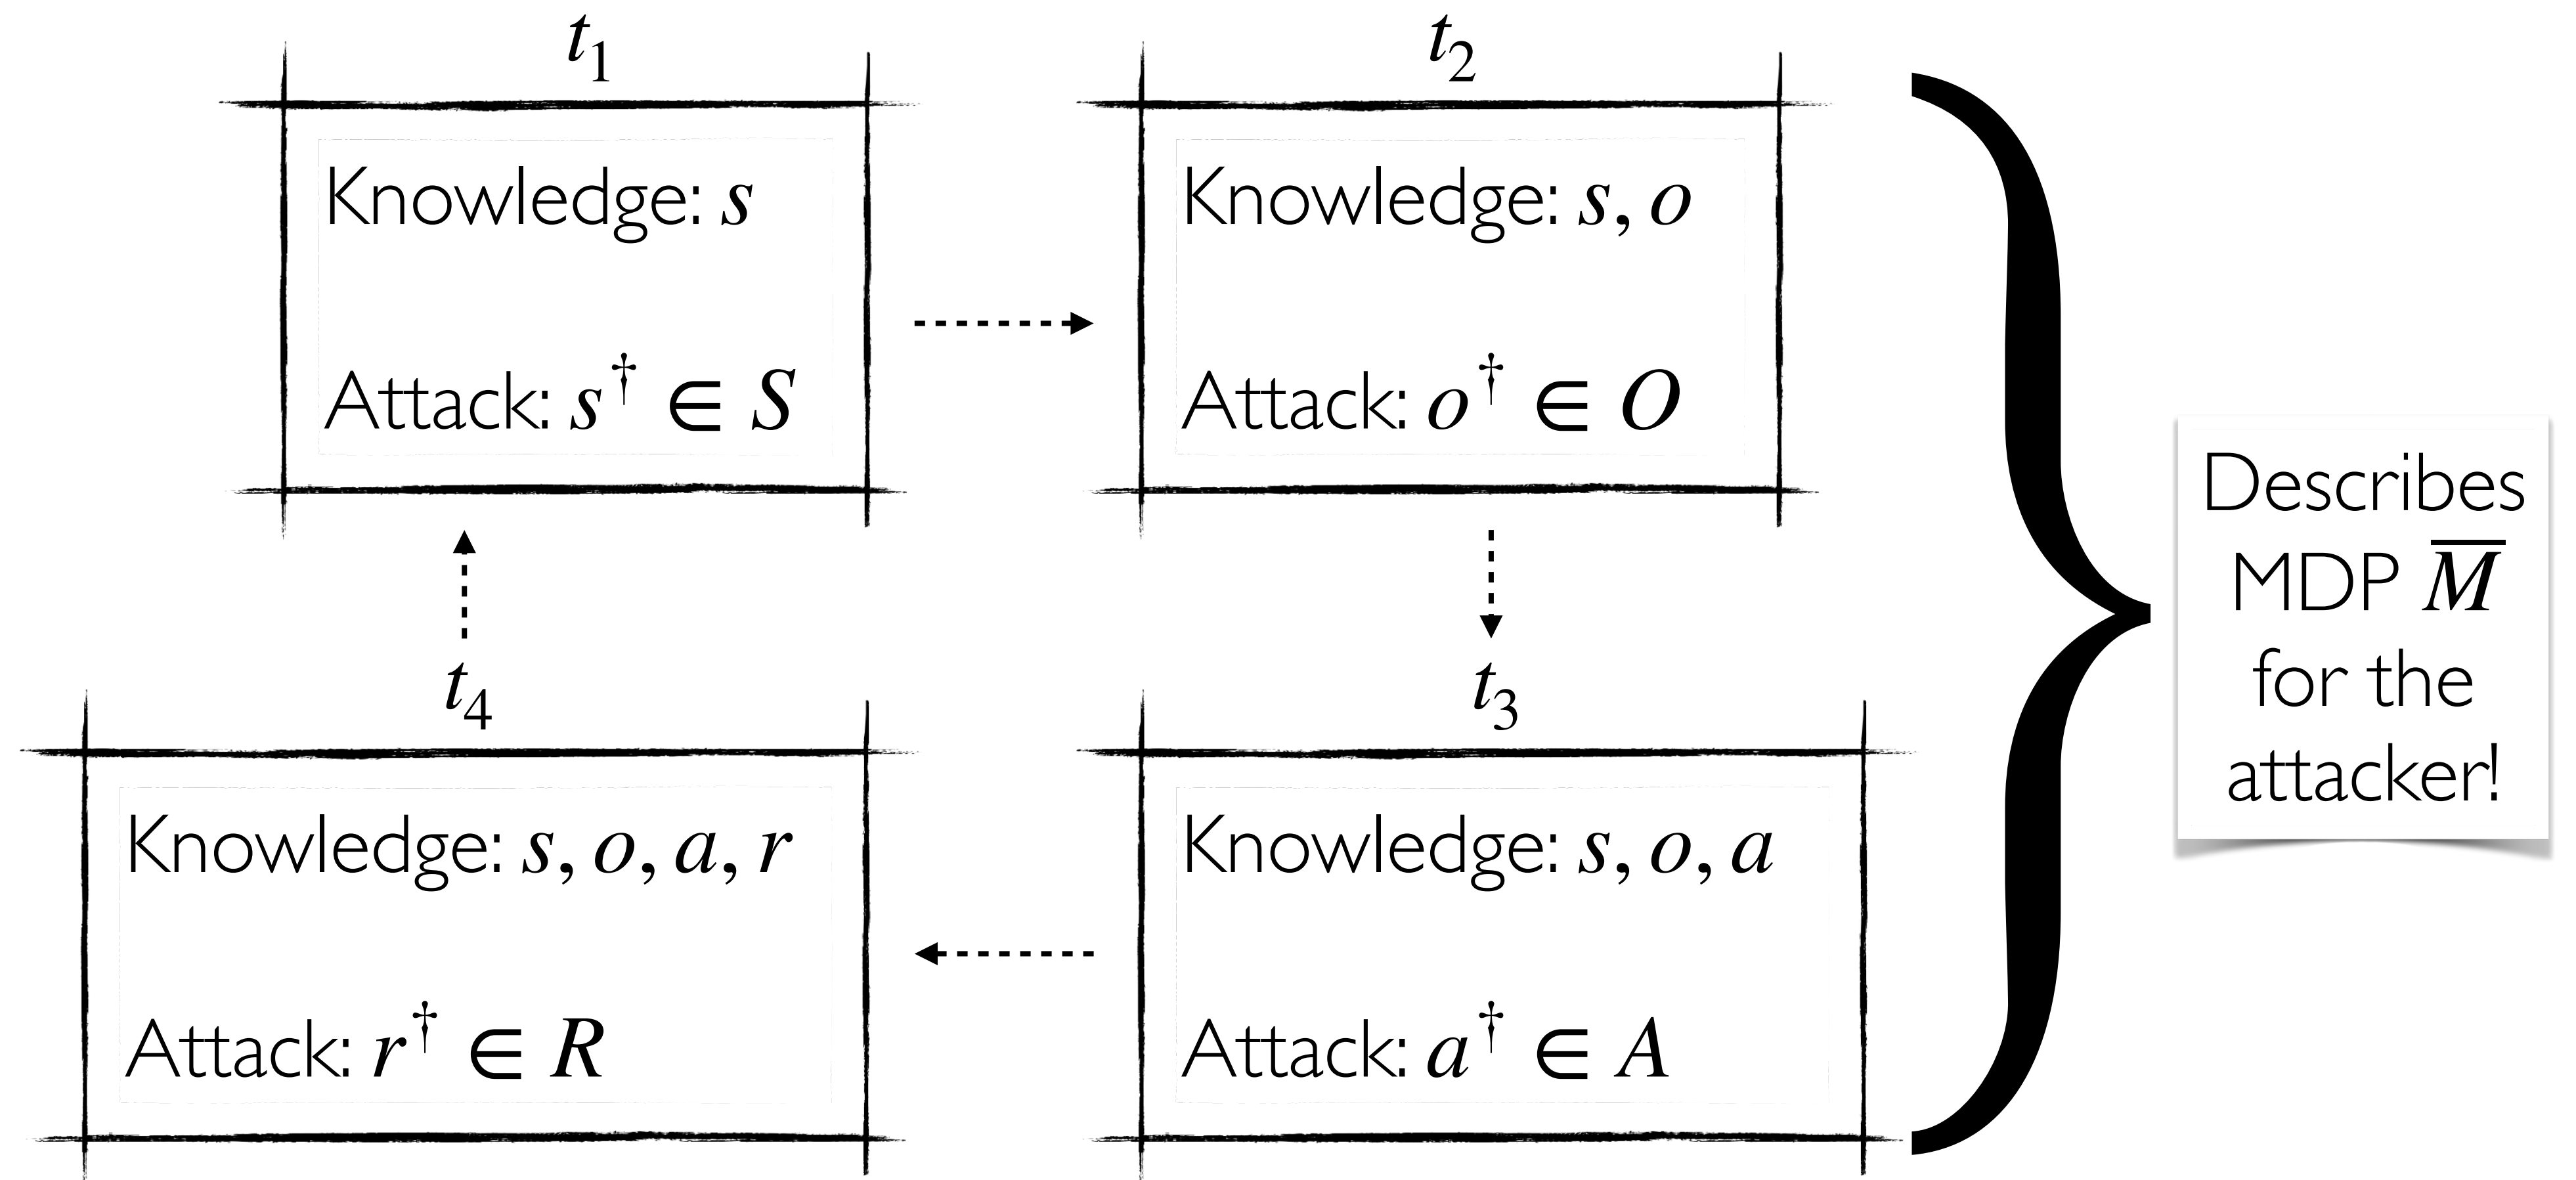 t₁
Knowledge: s
Attack: s† ∈ S
t₂
Knowledge: s, o
Attack: o† ∈ O
t₃
Knowledge: s, o, a
Attack: a† ∈ A
t₄
Knowledge: s, o, a, r
Attack: r† ∈ R
Describes
MDP M̅
for the
attacker!